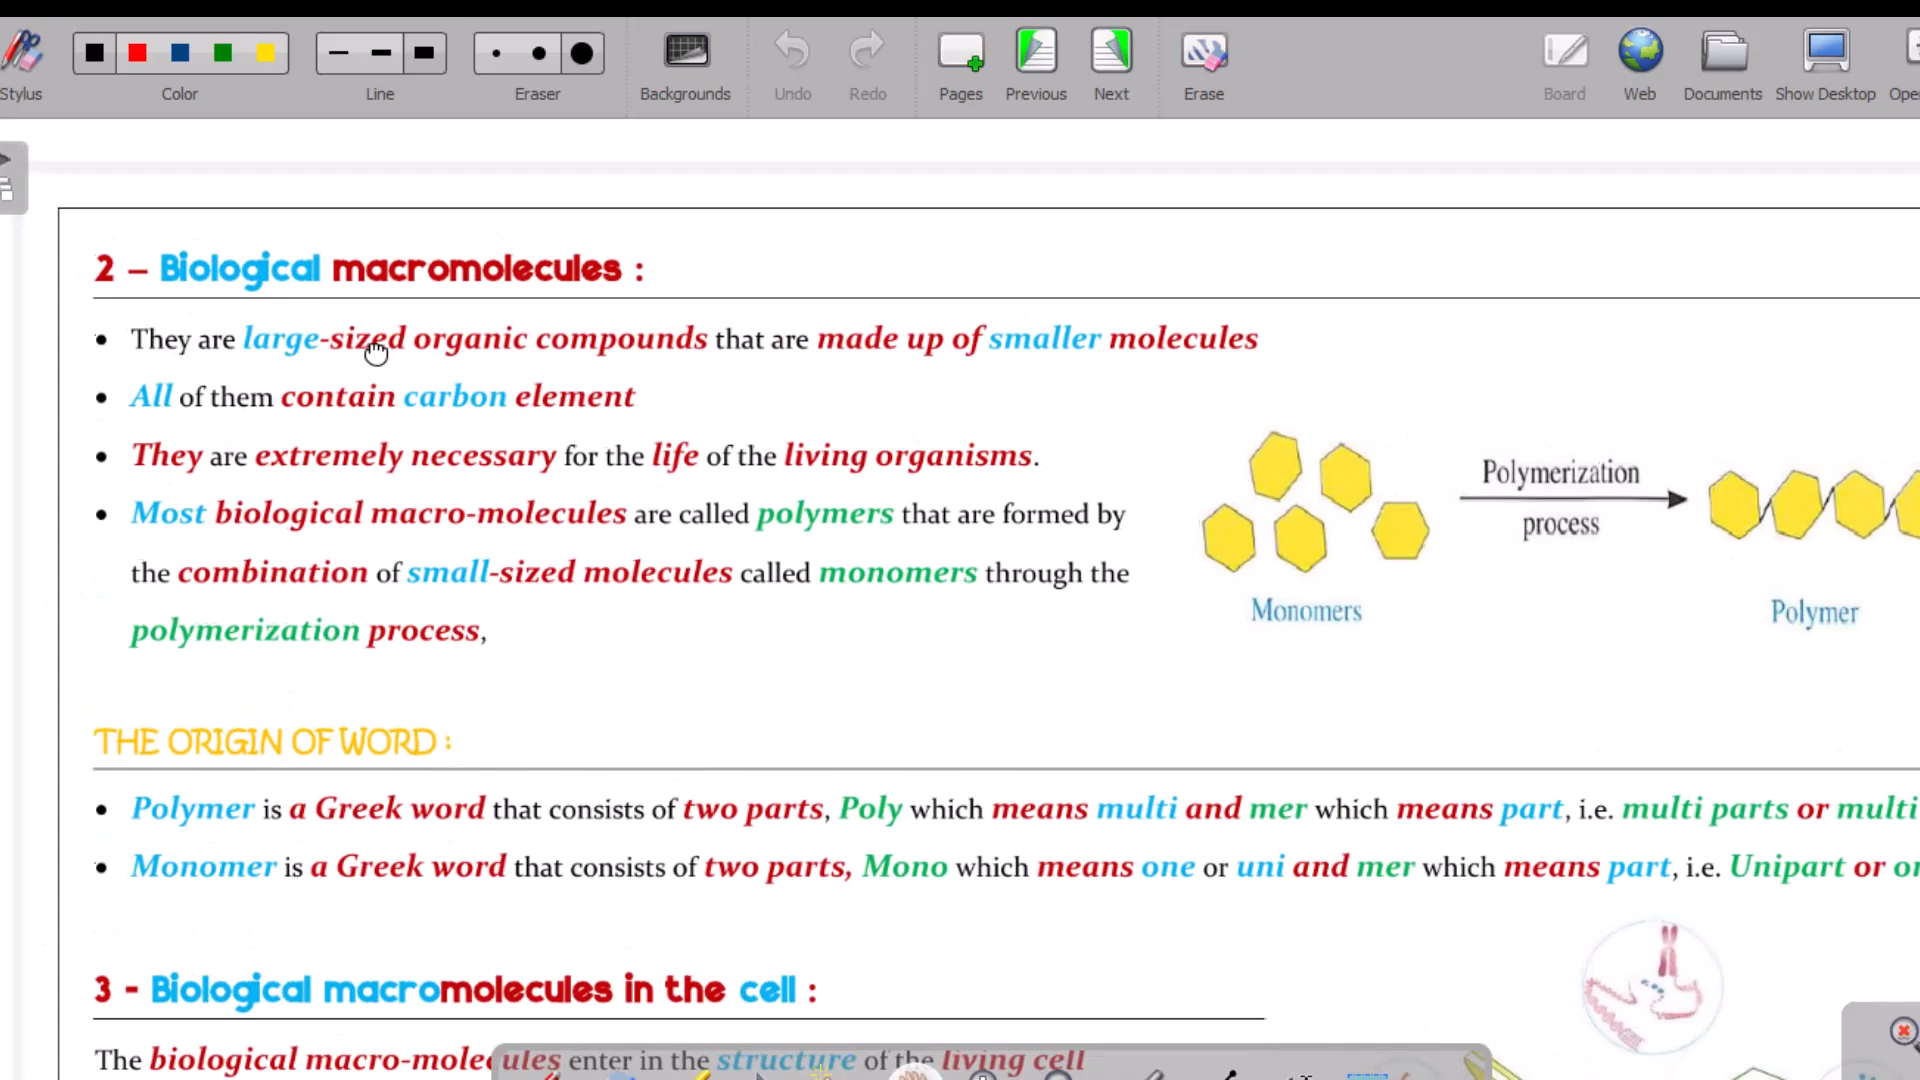 Stylus
Color
Line
Eraser
Backgrounds
Undo
Redo
Pages
Previous
Next
Erase
Board
Web
Documents
Show Desktop
2 – Biological macromolecules :
• They are large-sized organic compounds that are made up of smaller molecules
• All of them contain carbon element
• They are extremely necessary for the life of the living organisms.
• Most biological macro-molecules are called polymers that are formed by
the combination of small-sized molecules called monomers through the
polymerization process,
Polymerization
process
Monomers
Polymer
THE ORIGIN OF WORD :
• Polymer is a Greek word that consists of two parts, Poly which means multi and mer which means part, i.e. multi parts or multi
• Monomer is a Greek word that consists of two parts, Mono which means one or uni and mer which means part, i.e. Unipart or
3 - Biological macromolecules in the cell :
The biological macro-molecules enter in the structure of the living cell